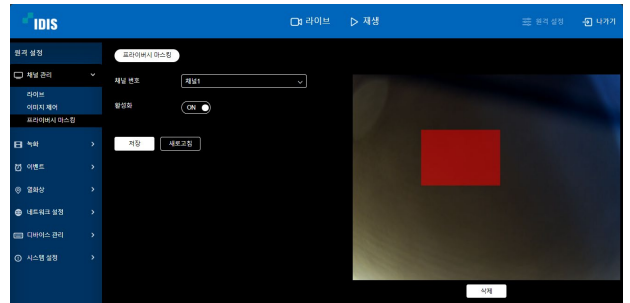 IDIS
라이브
재생
원격 설정
나가기
원격 설정
프라이버시 마스킹
채널 관리
라이브
이미지 제어
프라이버시 마스킹
녹화
이벤트
열화상
네트워크 설정
디바이스 관리
시스템 설정
채널 번호
채널1
활성화
ON
저장
새로고침
삭제